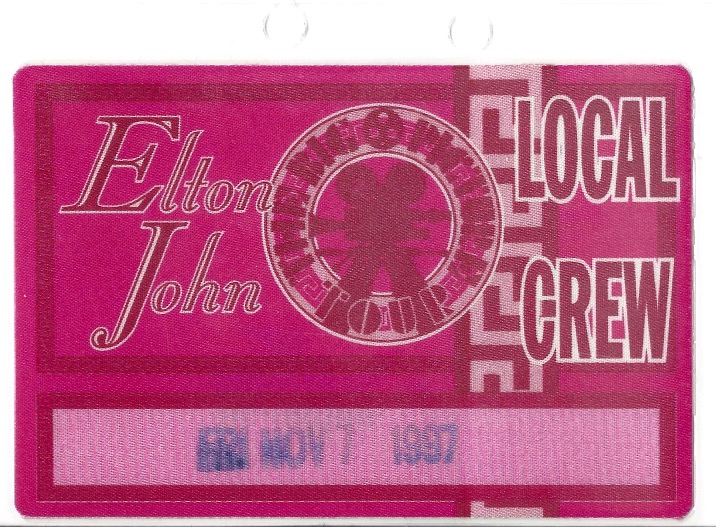 Elton
John
TOUR
LOCAL
CREW
FRI NOV 7 1997